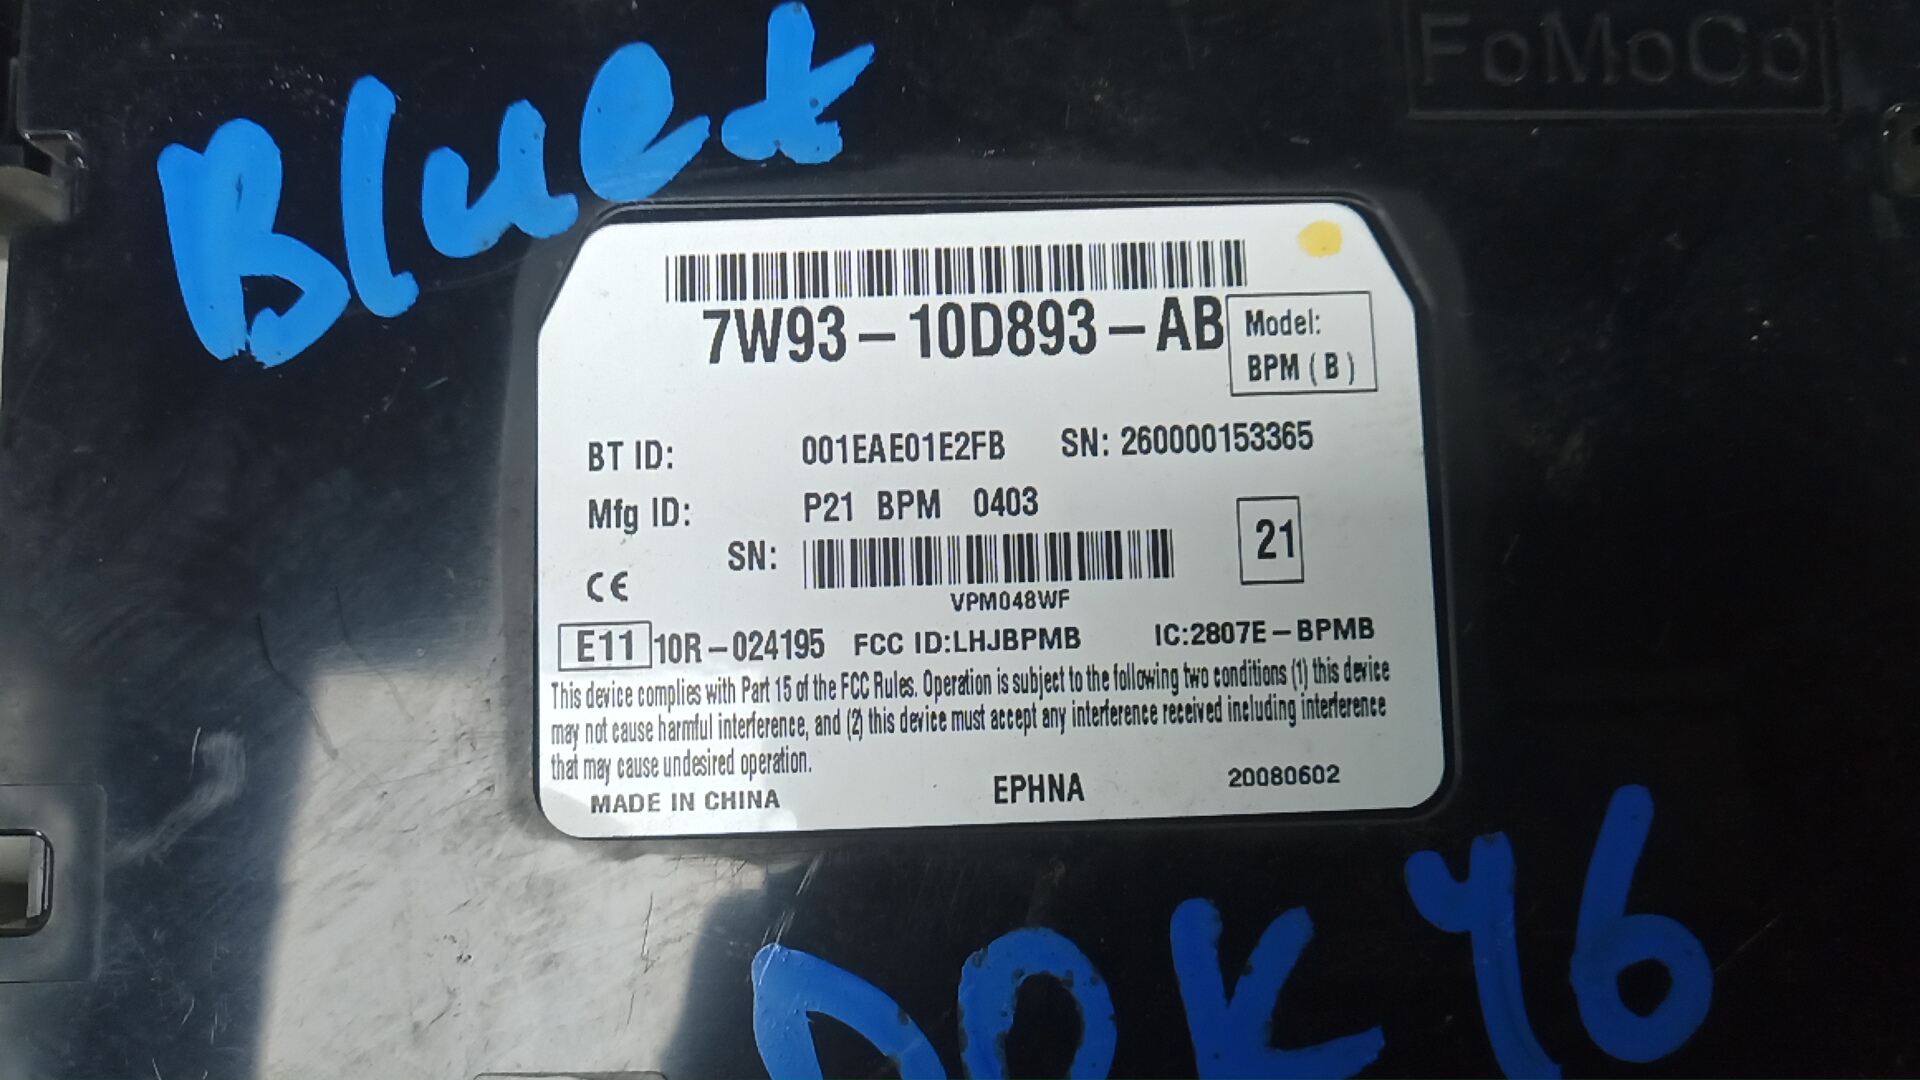 FoMoCo
Bluet
7W93-10D893-AB
Model:
BPM ( B )
BT ID: 001EAE01E2FB SN: 260000153365
Mfg ID: P21 BPM 0403
21
SN:
CE
VPM048WF
E11 10R-024195 FCC ID:LHJBPMB IC:2807E-BPMB
This device complies with Part 15 of the FCC Rules. Operation is subject to the following two conditions (1) this device
may not cause harmful interference, and (2) this device must accept any interference received including interference
that may cause undesired operation.
MADE IN CHINA EPHNA 20080602